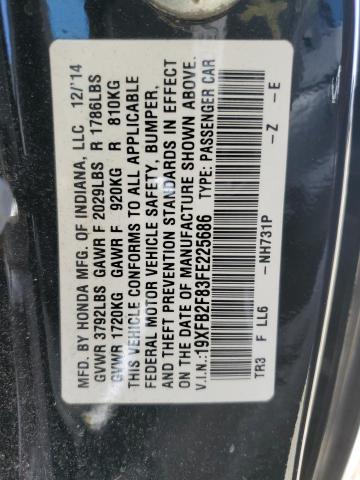 MFD. BY HONDA MFG. OF INDIANA, LLC 12/'14
GVWR 3792LBS GAWR F 2029LBS R 1786LBS
GVWR 1720KG GAWR F 920KG R 810KG
THIS VEHICLE CONFORMS TO ALL APPLICABLE
FEDERAL MOTOR VEHICLE SAFETY, BUMPER,
AND THEFT PREVENTION STANDARDS IN EFFECT
ON THE DATE OF MANUFACTURE SHOWN ABOVE.
V.I.N.: 19XFB2F83FE225686 TYPE: PASSENGER CAR
TR3 F LL6 -NH731P -Z -E